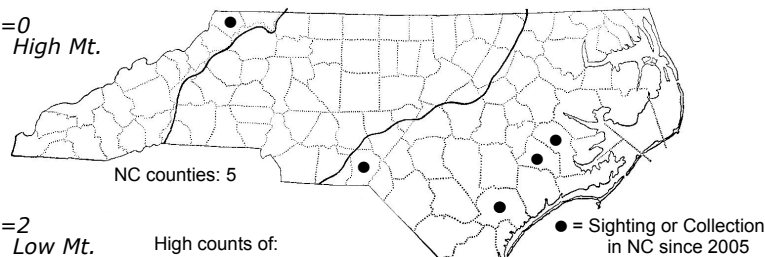 =0
High Mt.
NC counties: 5
=2
Low Mt.
High counts of:
● = Sighting or Collection
in NC since 2005